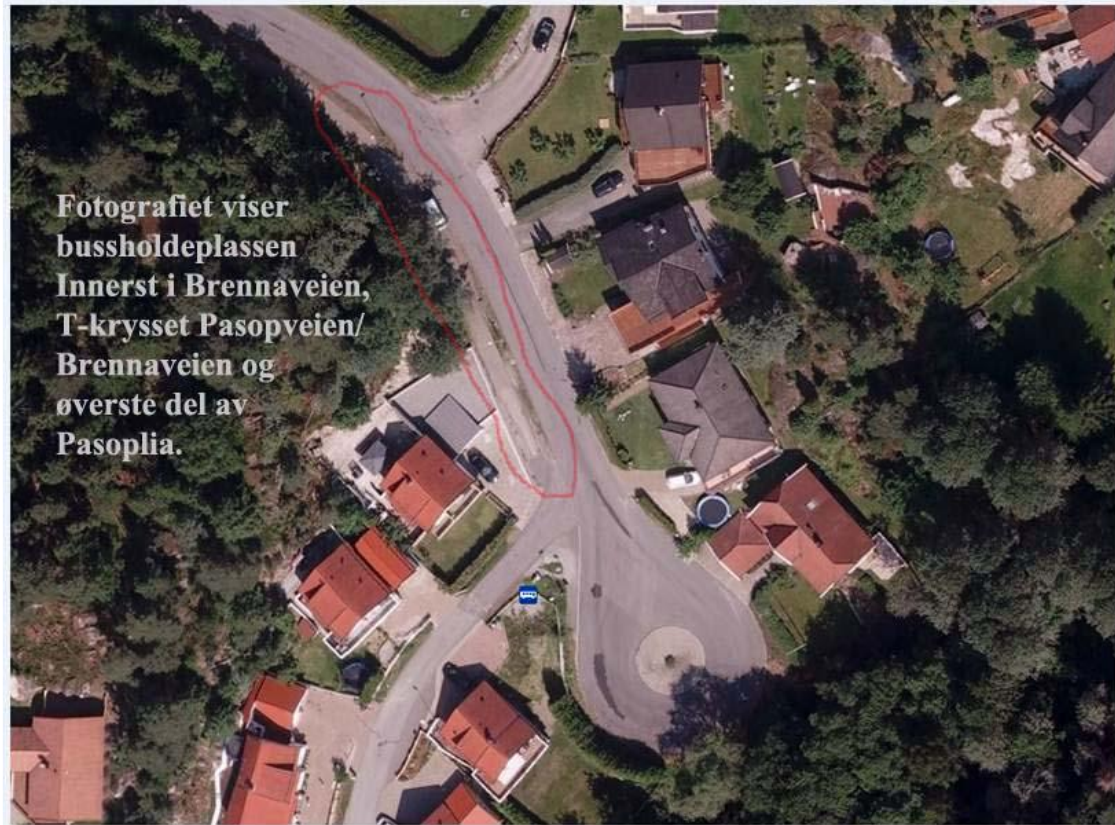 Fotografiet viser
bussholdeplassen
Innerst i Brennaveien,
T-krysset Pasopveien/
Brennaveien og
øverste del av
Pasoplia.